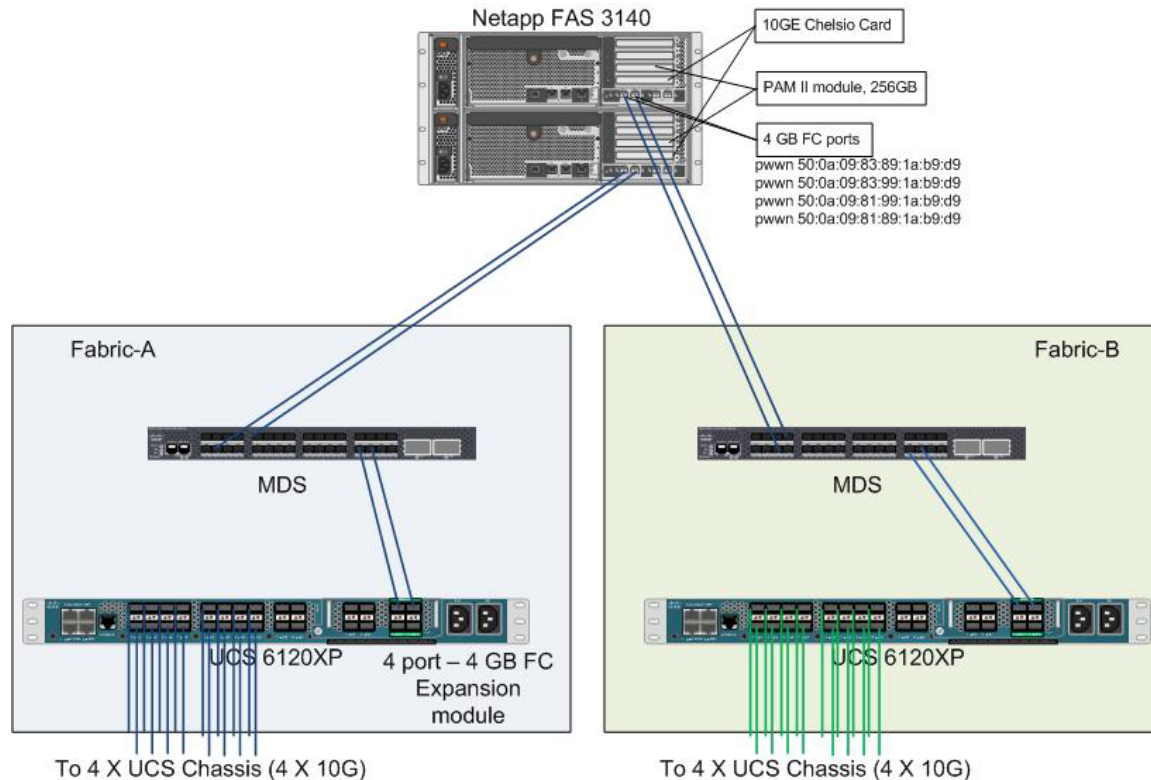 Netapp FAS 3140
10GE Chelsio Card
PAM II module, 256GB
4 GB FC ports
pwwn 50:0a:09:83:89:1a:b9:d9
pwwn 50:0a:09:83:99:1a:b9:d9
pwwn 50:0a:09:81:99:1a:b9:d9
pwwn 50:0a:09:81:89:1a:b9:d9
Fabric-A
Fabric-B
MDS
MDS
UCS 6120XP
4 port – 4 GB FC
Expansion
module
UCS 6120XP
To 4 X UCS Chassis (4 X 10G)
To 4 X UCS Chassis (4 X 10G)